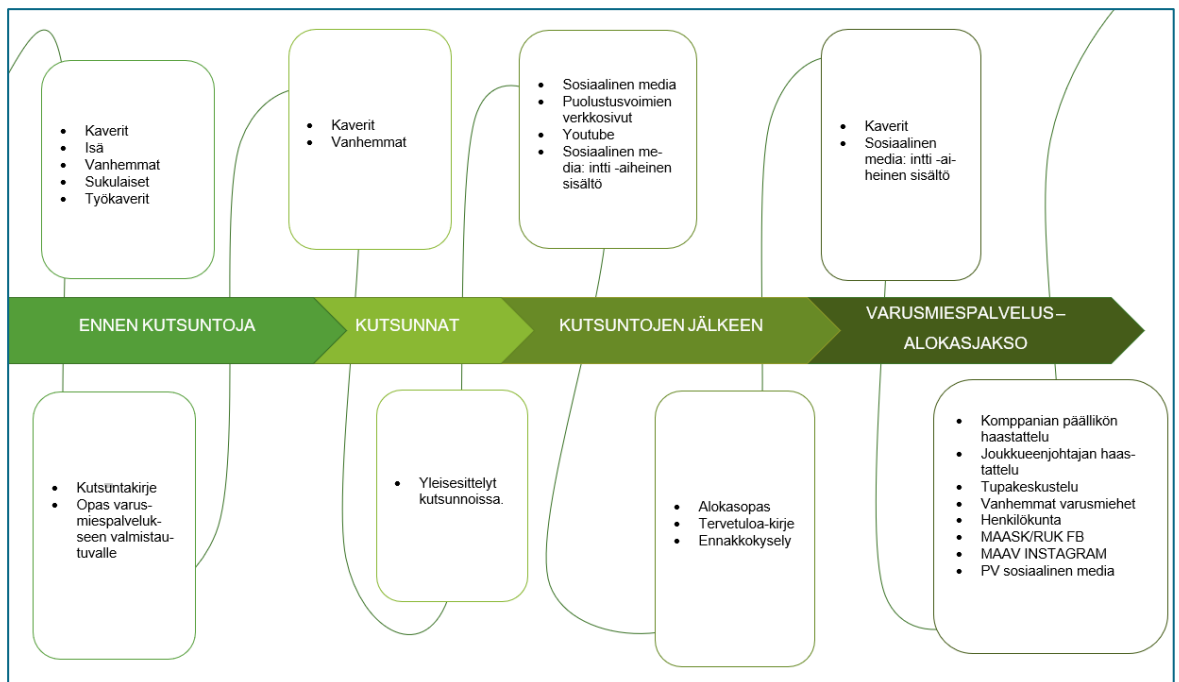 • Kaverit
• Isä
• Vanhemmat
• Sukulaiset
• Työkaverit
• Kaverit
• Vanhemmat
• Sosiaalinen media
• Puolustusvoimien
verkkosivut
• Youtube
• Sosiaalinen me-
dia: intti -aiheinen
sisältö
• Kaverit
• Sosiaalinen
media: intti -ai-
heinen sisältö
ENNEN KUTSUNTOJA
KUTSUNNAT
KUTSUNTOJEN JÄLKEEN
VARUSMIESPALVELUS –
ALOKASJAKSO
• Kutsuntakirje
• Opas varus-
miespalveluk-
seen valmistau-
tuvalle
• Yleisesittelyt
kutsunnoissa.
• Alokasopas
• Tervetuloa-kirje
• Ennakkokysely
• Komppanian päällikön
haastattelu
• Joukkueenjohtajan haas-
tattelu
• Tupakeskustelu
• Vanhemmat varusmiehet
• Henkilökunta
• MAASK/RUK FB
• MAAV INSTAGRAM
• PV sosiaalinen media